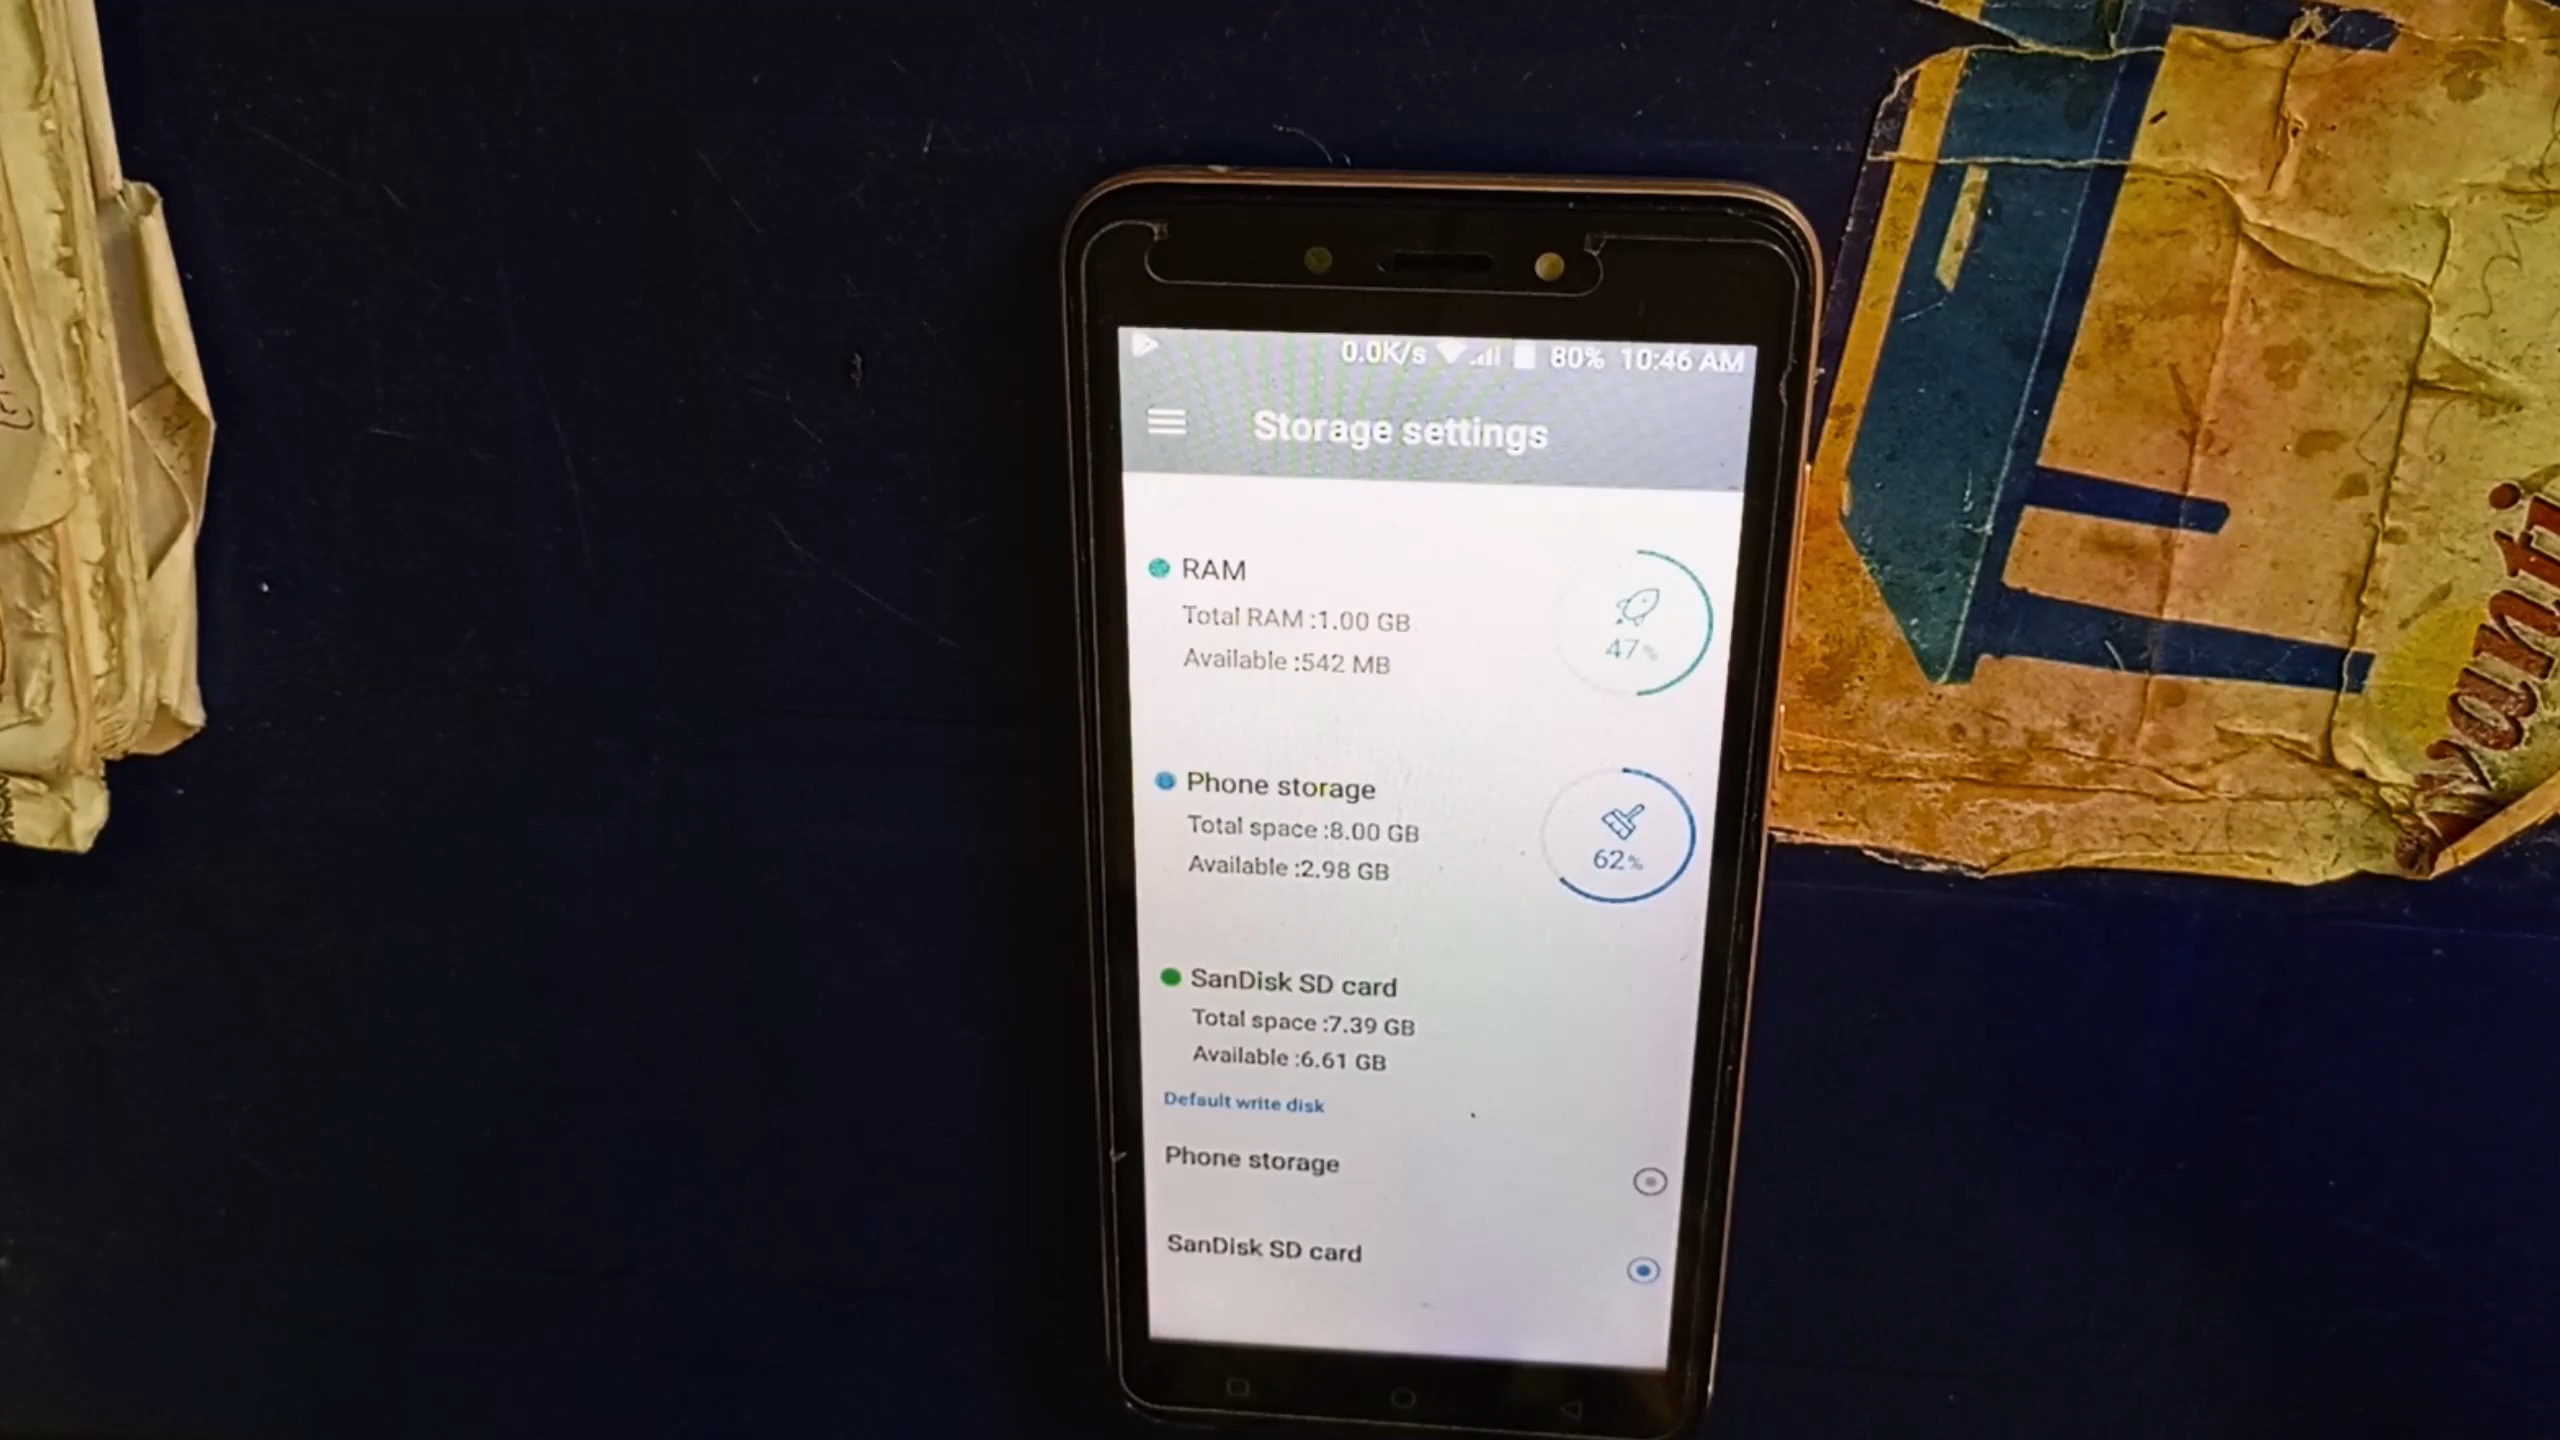 0.0K/s 80% 10:46 AM
Storage settings
RAM
Total RAM :1.00 GB
Available :542 MB
47%
Phone storage
Total space :8.00 GB
Available :2.98 GB
62%
SanDisk SD card
Total space :7.39 GB
Available :6.61 GB
Default write disk
Phone storage
SanDisk SD card